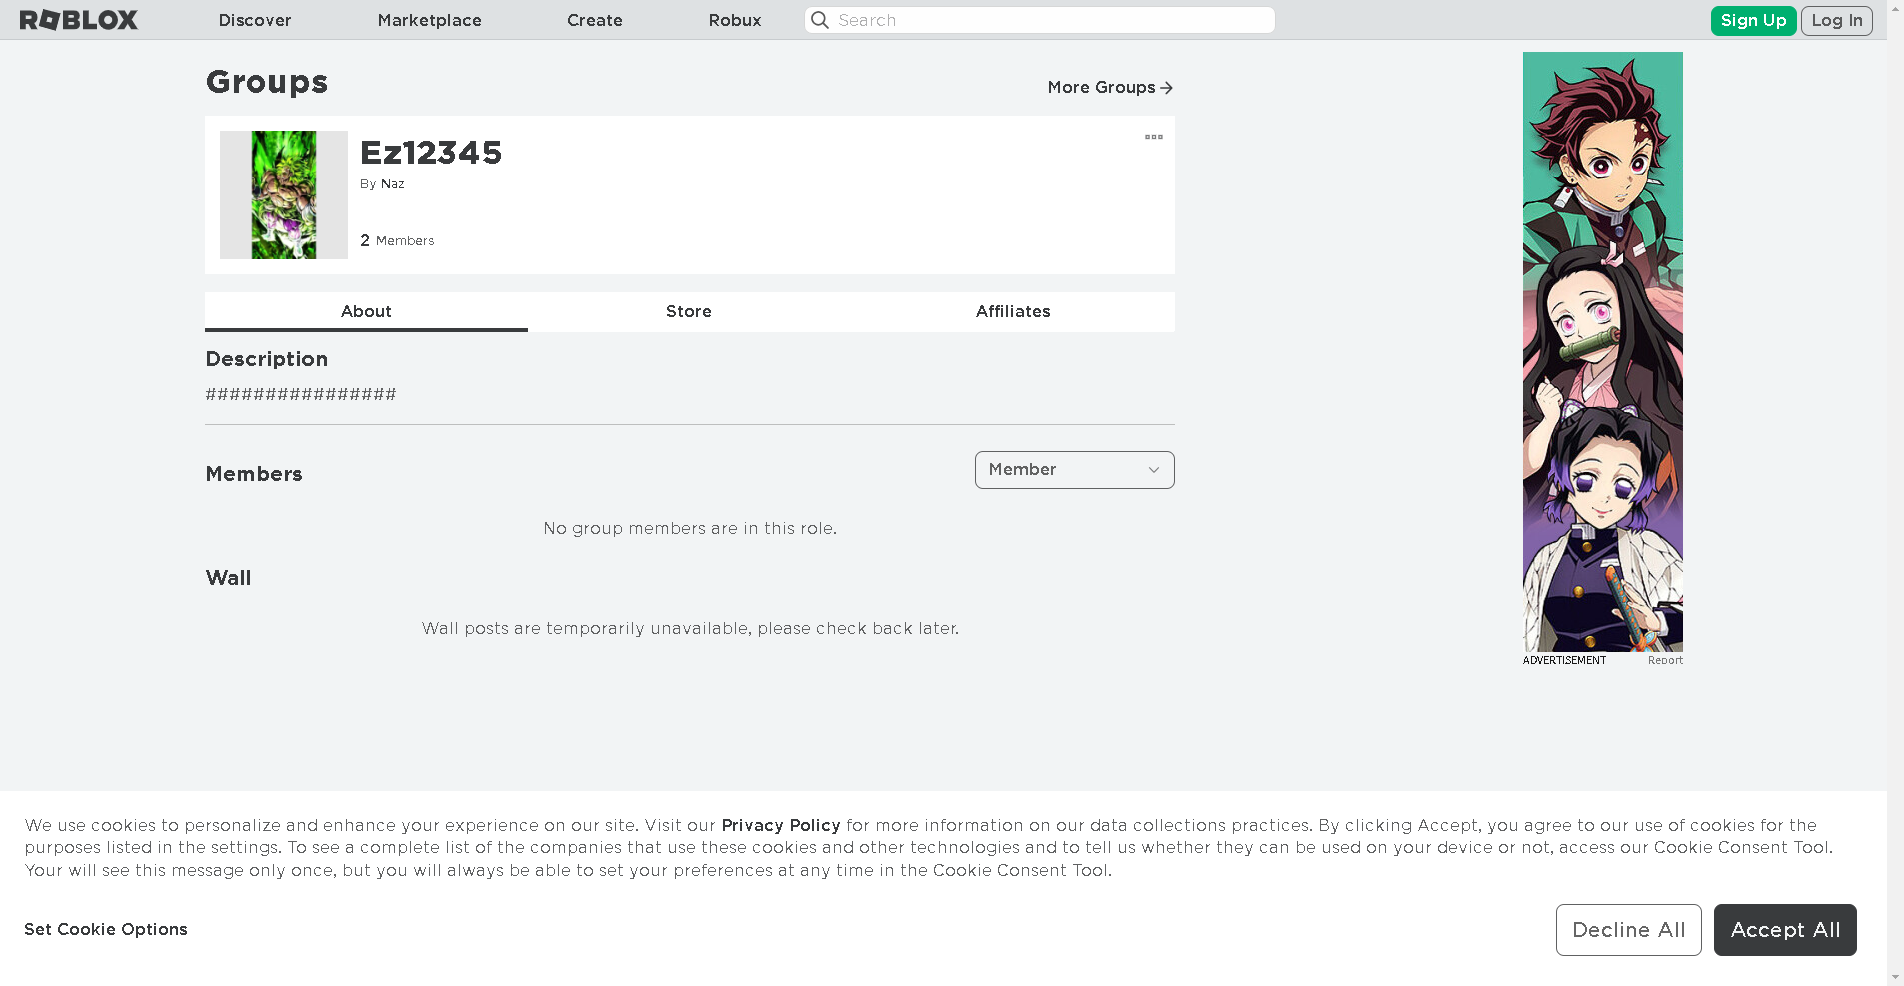 ROBLOX Discover Marketplace Create Robux Search Sign Up Log In
Groups
More Groups
Ez12345
By Naz
2 Members
About Store Affiliates
Description
################
Members
Member
No group members are in this role.
Wall
Wall posts are temporarily unavailable, please check back later.
ADVERTISEMENT Report
We use cookies to personalize and enhance your experience on our site. Visit our Privacy Policy for more information on our data collections practices. By clicking Accept, you agree to our use of cookies for the
purposes listed in the settings. To see a complete list of the companies that use these cookies and other technologies and to tell us whether they can be used on your device or not, access our Cookie Consent Tool.
Your will see this message only once, but you will always be able to set your preferences at any time in the Cookie Consent Tool.
Set Cookie Options
Decline All Accept All